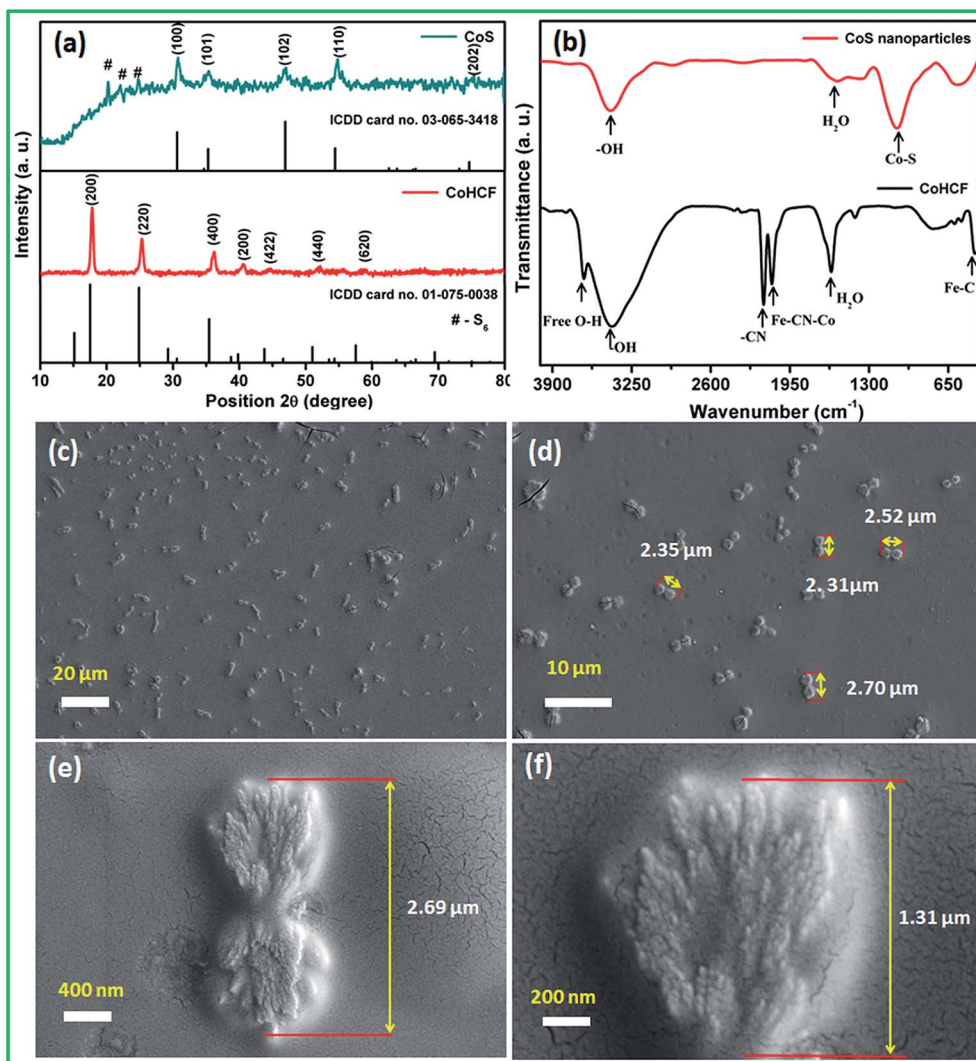 (a)
CoS
#
#
#
(100)
(101)
(102)
(110)
(202)
ICDD card no. 03-065-3418
CoHCF
(200)
(220)
(400)
(200)
(422)
(440)
(620)
ICDD card no. 01-075-0038
# - S₆
Intensity (a. u.)
10 20 30 40 50 60 70 80
Position 2θ (degree)
(b)
CoS nanoparticles
-OH
H₂O
Co-S
CoHCF
Free O-H
-OH
-CN
Fe-CN-Co
H₂O
Fe-C
Transmittance (a. u.)
3900 3250 2600 1950 1300 650
Wavenumber (cm⁻¹)
(c)
20 µm
(d)
2.35 µm
2.52 µm
2. 31µm
2.70 µm
10 µm
(e)
2.69 µm
400 nm
(f)
1.31 µm
200 nm